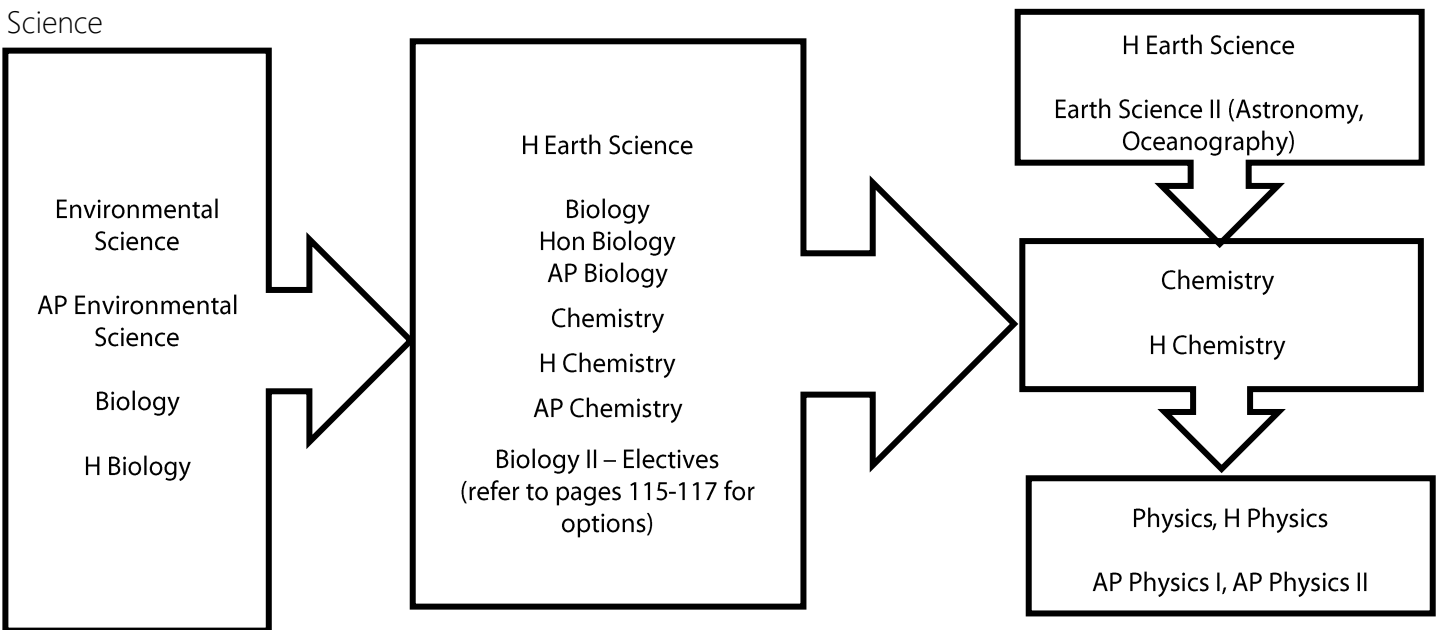 Science
Environmental
Science
AP Environmental
Science
Biology
H Biology
H Earth Science
Biology
Hon Biology
AP Biology
Chemistry
H Chemistry
AP Chemistry
Biology II – Electives
(refer to pages 115-117 for
options)
H Earth Science
Earth Science II (Astronomy,
Oceanography)
Chemistry
H Chemistry
Physics, H Physics
AP Physics I, AP Physics II